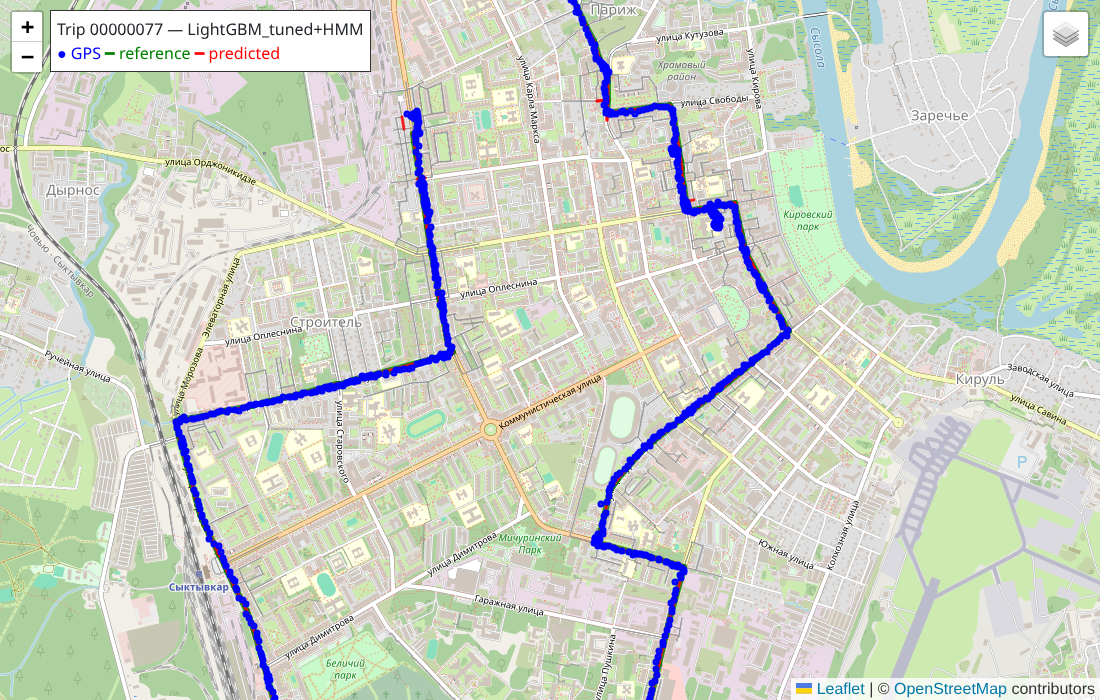 +
−
Trip 00000077 — LightGBM_tuned+HMM
GPS reference predicted
Париж
улица Кутузова
Храмовый
район
улица Карла Маркса
улица Свободы
улица Кирова
Сысола
Заречье
улица Орджоникидзе
Дырнос
Човью - Сыктывкар
Кировский
парк
Элеваторная улица
улица Оплеснина
Строитель
улица Оплеснина
Ручейная улица
улица Морозова
Коммунистическая улица
улица Старовского
Кируль
Заводская улица
улица Савина
P
Мичуринский
Парк
улица Димитрова
Южная улица
Колхозная улица
Сыктывкар
Гаражная улица
улица Димитрова
Беличий
парк
улица Пушкина
Leaflet | © OpenStreetMap contributors